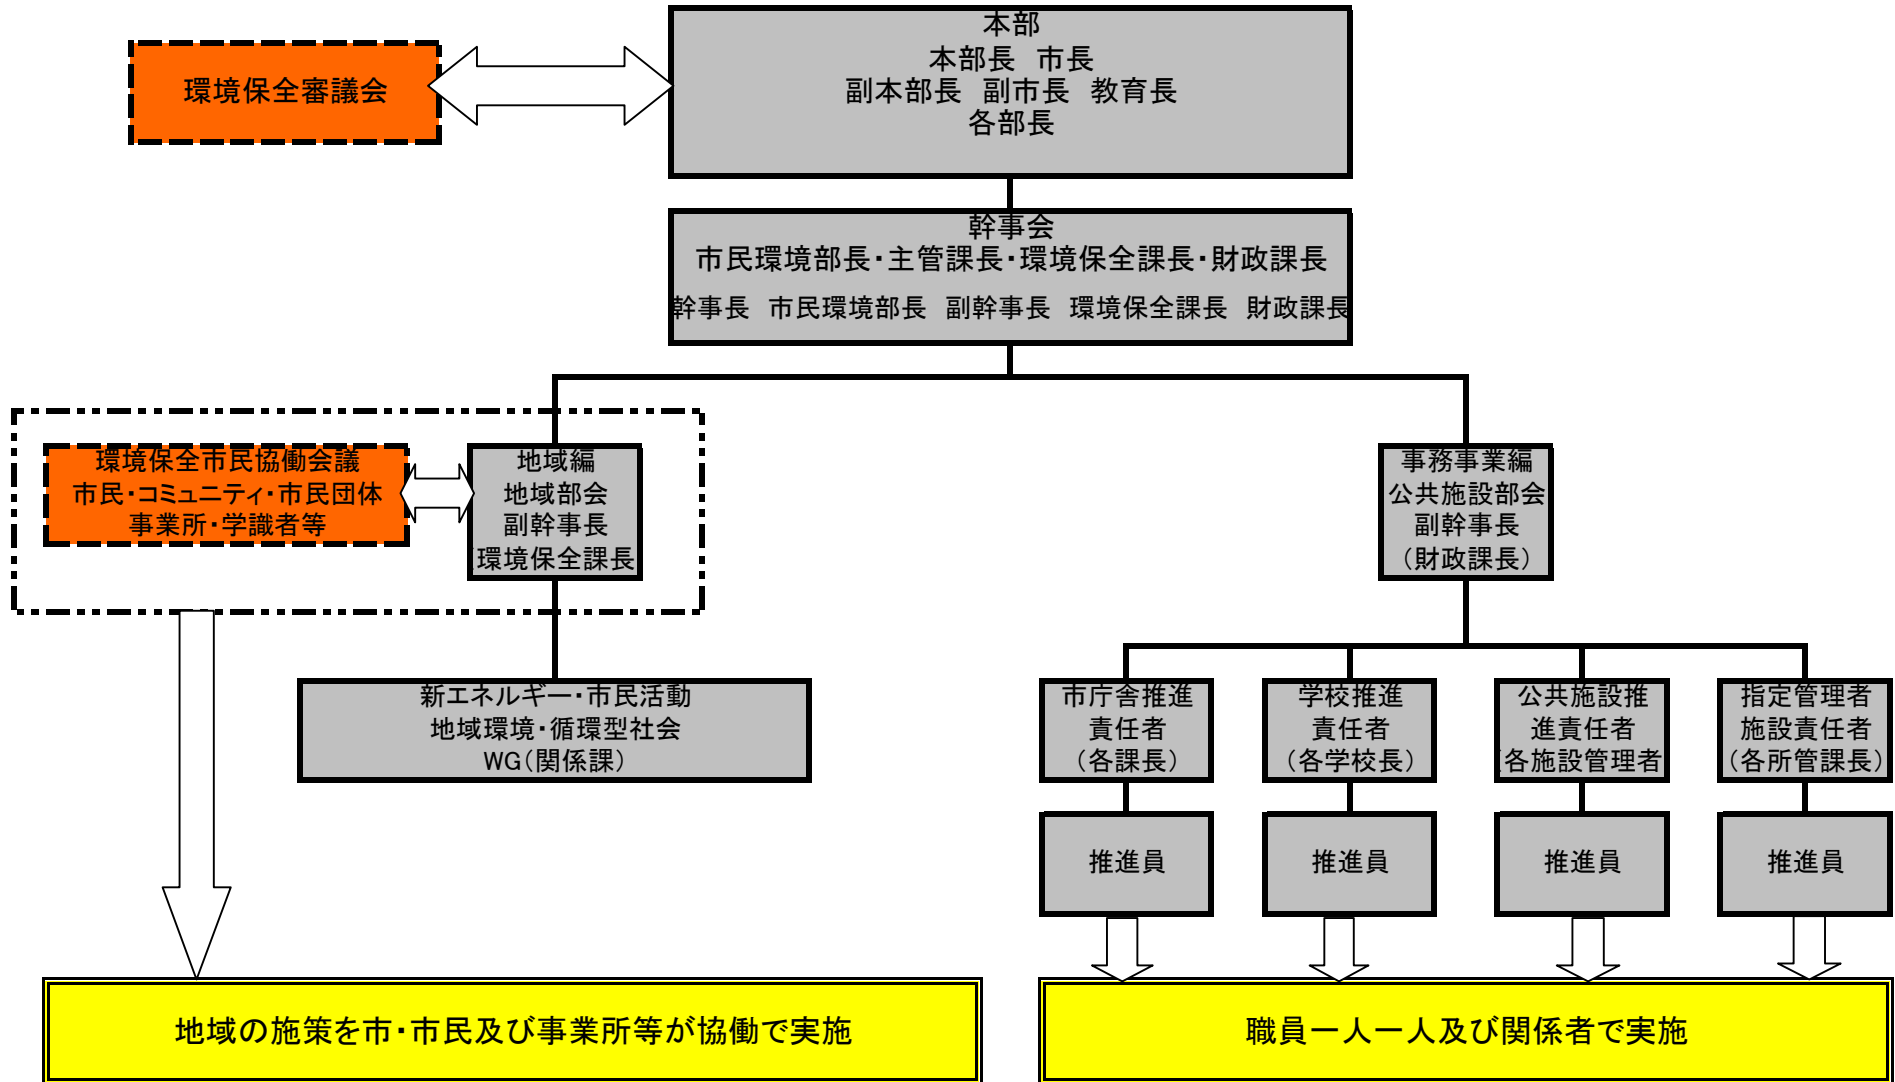 本部
本部長 市長
副本部長 副市長 教育長
各部長
環境保全審議会
幹事会
市民環境部長・主管課長・環境保全課長・財政課長
幹事長 市民環境部長 副幹事長 環境保全課長 財政課長
環境保全市民協働会議
市民・コミュニティ・市民団体
事業所・学識者等
地域編
地域部会
副幹事長
(環境保全課長
事務事業編
公共施設部会
副幹事長
(財政課長)
新エネルギー・市民活動
地域環境・循環型社会
WG(関係課)
市庁舎推進
責任者
(各課長)
学校推進
責任者
(各学校長)
公共施設推
進責任者
(各施設管理者
指定管理者
施設責任者
(各所管課長)
推進員
推進員
推進員
推進員
地域の施策を市・市民及び事業所等が協働で実施
職員一人一人及び関係者で実施